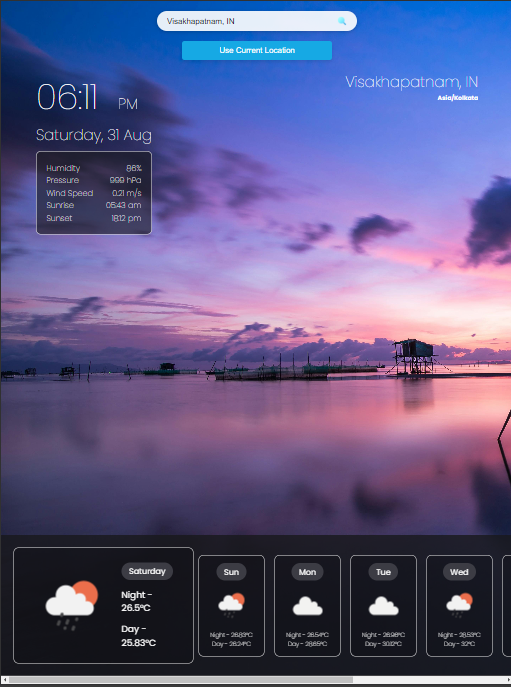 Visakhapatnam, IN
Use Current Location
06:11 PM
Visakhapatnam, IN
Asia/Kolkata
Saturday, 31 Aug
Humidity 86%
Pressure 999 hPa
Wind Speed 0.21 m/s
Sunrise 05:43 am
Sunset 18:12 pm
Saturday
Night -
26.5°C
Day -
25.83°C
Sun
Night - 26.83°C
Day - 26.24°C
Mon
Night - 26.54°C
Day - 28.65°C
Tue
Night - 26.96°C
Day - 30.12°C
Wed
Night - 28.53°C
Day - 32°C